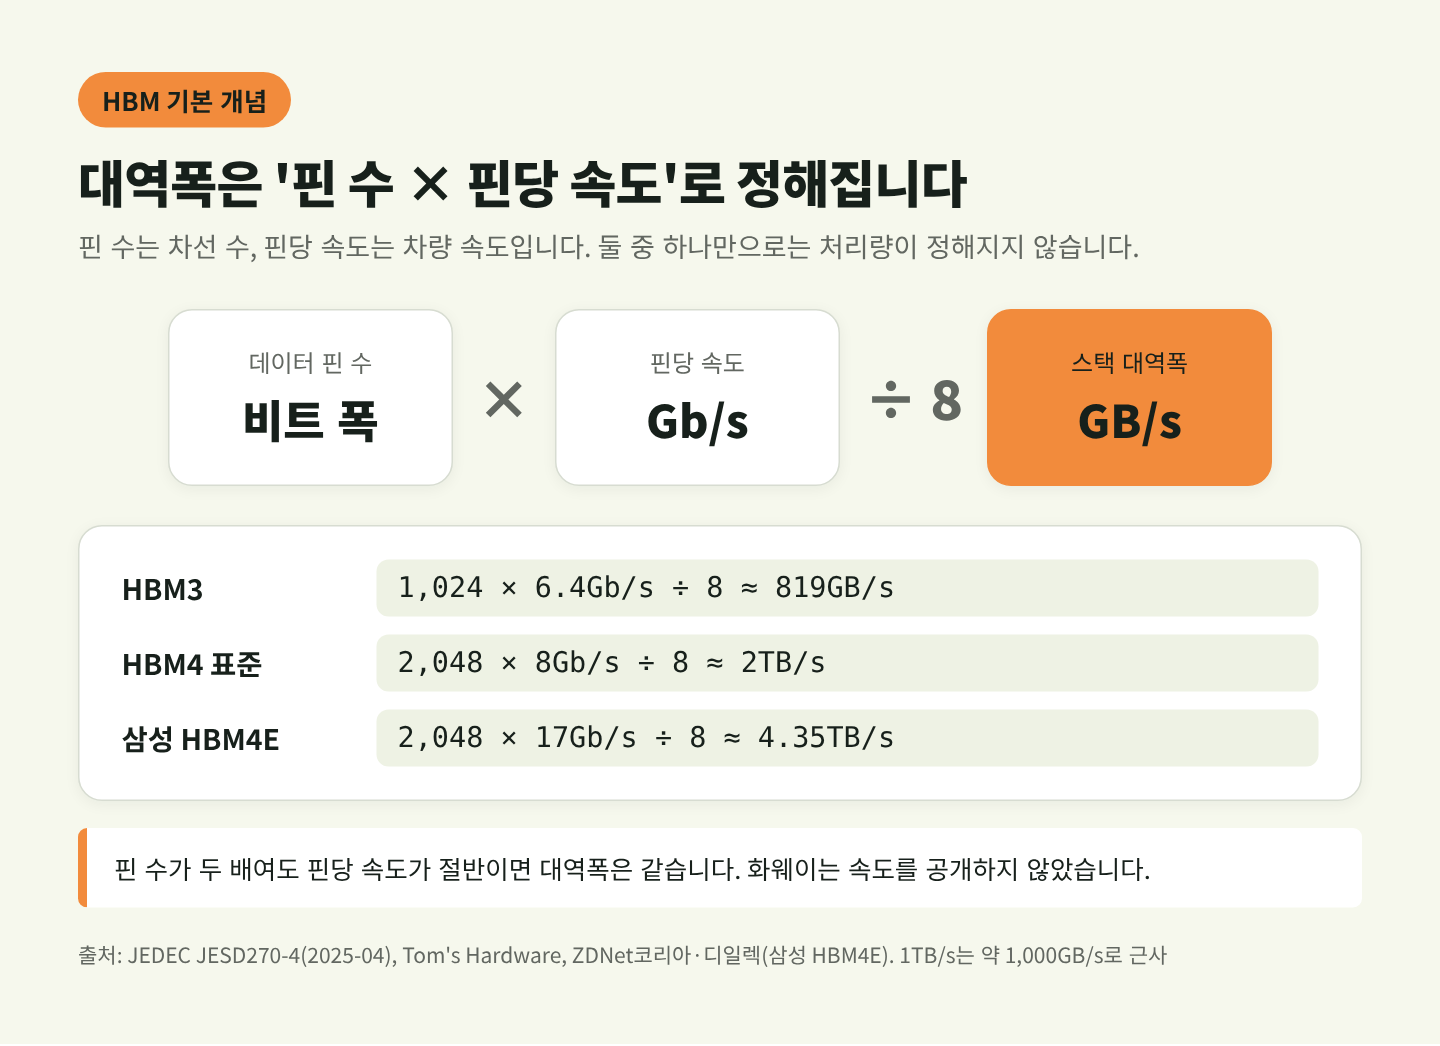 HBM 기본 개념
대역폭은 '핀 수 × 핀당 속도'로 정해집니다
핀 수는 차선 수, 핀당 속도는 차량 속도입니다. 둘 중 하나만으로는 처리량이 정해지지 않습니다.
데이터 핀 수
비트 폭
×
핀당 속도
Gb/s
÷ 8
스택 대역폭
GB/s
HBM3
1,024 × 6.4Gb/s ÷ 8 ≈ 819GB/s
HBM4 표준
2,048 × 8Gb/s ÷ 8 ≈ 2TB/s
삼성 HBM4E
2,048 × 17Gb/s ÷ 8 ≈ 4.35TB/s
핀 수가 두 배여도 핀당 속도가 절반이면 대역폭은 같습니다. 화웨이는 속도를 공개하지 않았습니다.
출처: JEDEC JESD270-4(2025-04), Tom's Hardware, ZDNet코리아·디일렉(삼성 HBM4E). 1TB/s는 약 1,000GB/s로 근사